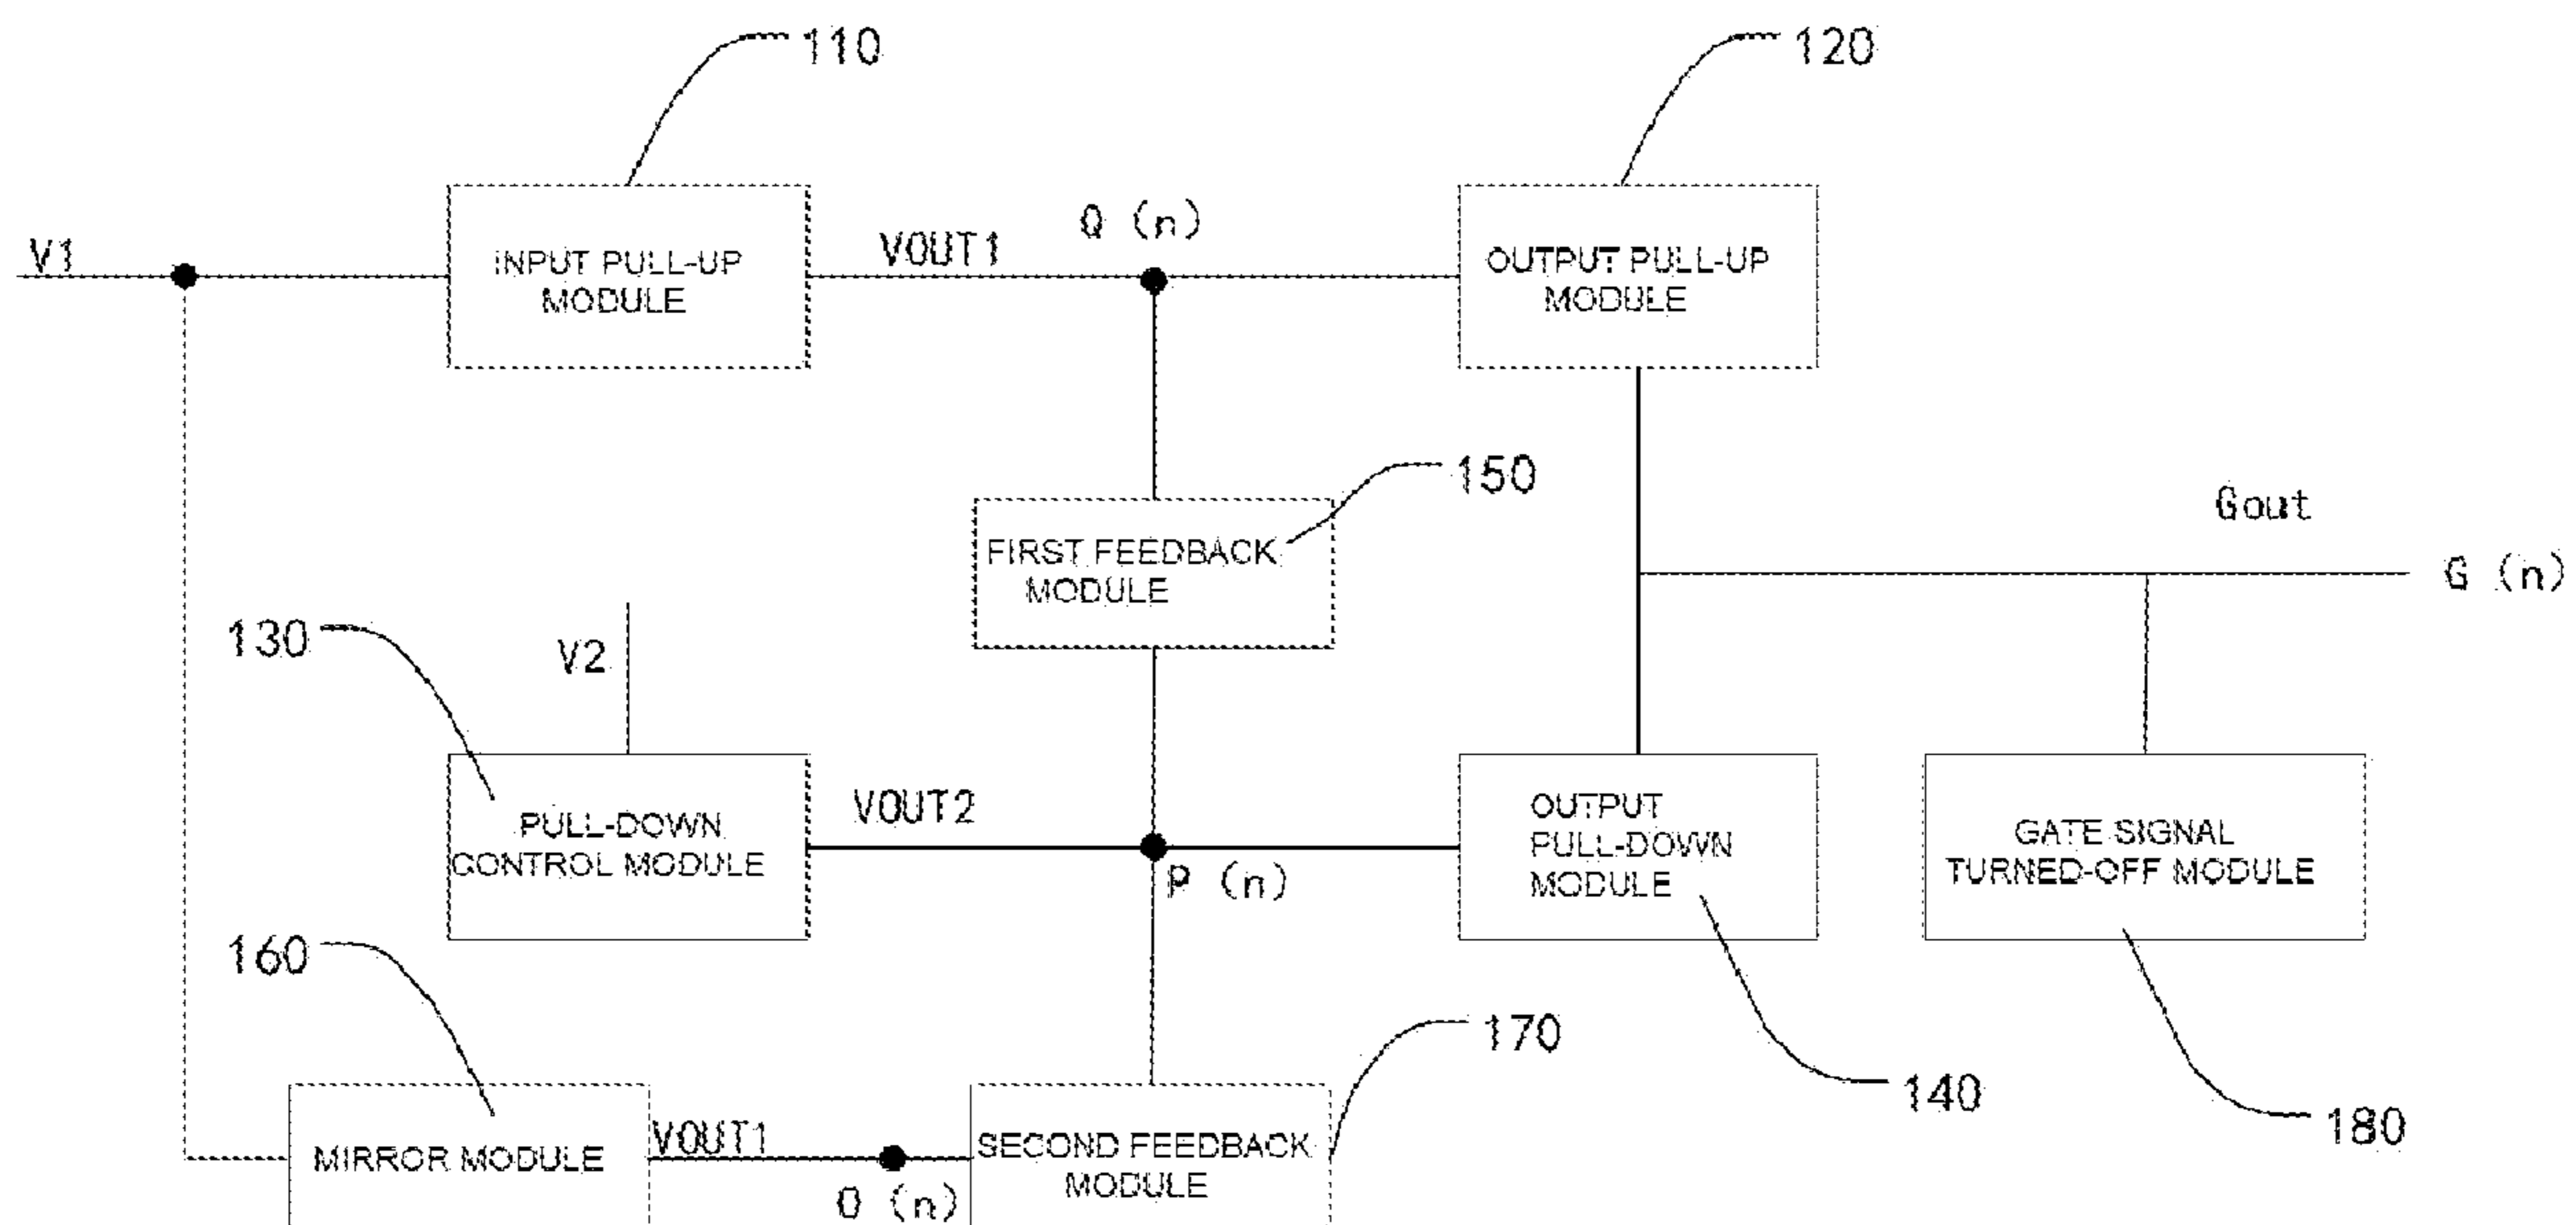 110
120
V1
INPUT PULL-UP
MODULE
VOUT1
Q (n)
OUTPUT PULL-UP
MODULE
150
FIRST FEEDBACK
MODULE
Gout
G (n)
130
V2
PULL-DOWN
CONTROL MODULE
VOUT2
P (n)
OUTPUT
PULL-DOWN
MODULE
GATE SIGNAL
TURNED-OFF MODULE
160
170
140
180
MIRROR MODULE
VOUT1
O (n)
SECOND FEEDBACK
MODULE